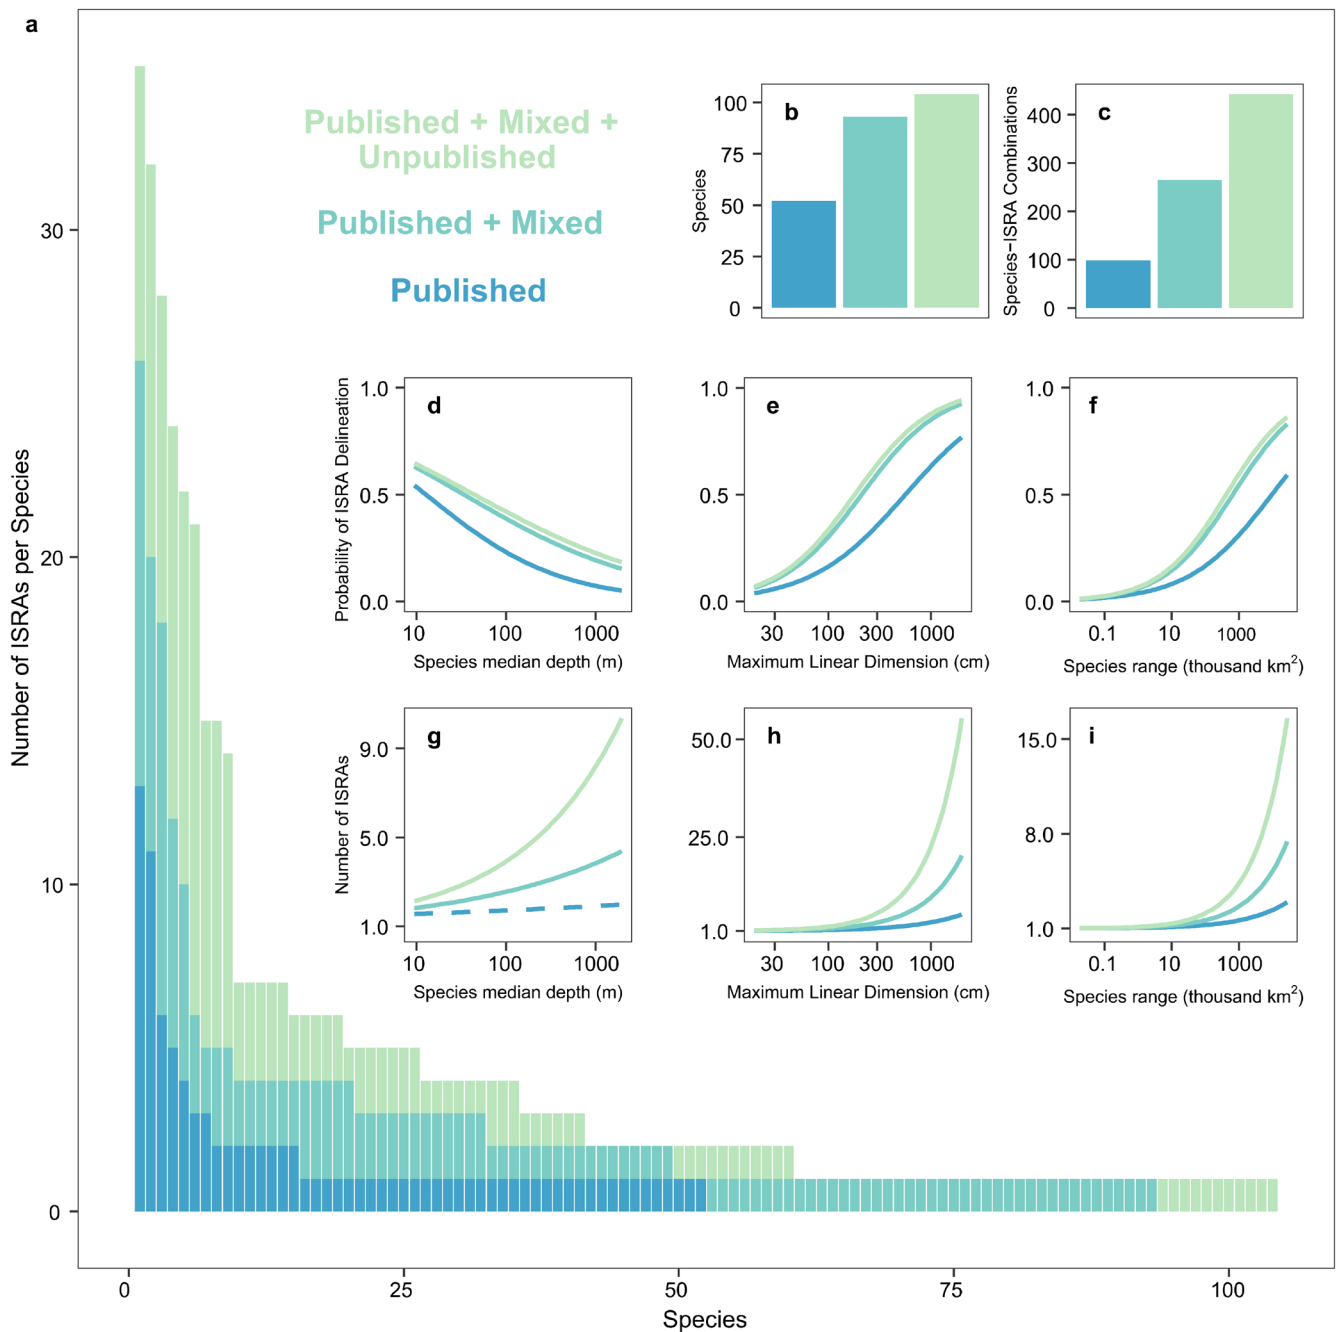 a
Number of ISRAs per Species
30
20
10
0
0
25
50
75
100
Species
Published + Mixed +
Unpublished
Published + Mixed
Published
b
Species
100
75
50
25
0
c
Species−ISRA Combinations
400
300
200
100
0
d
Probability of ISRA Delineation
1.0
0.5
0.0
10
100
1000
Species median depth (m)
e
1.0
0.5
0.0
30
100
300
1000
Maximum Linear Dimension (cm)
f
1.0
0.5
0.0
0.1
10
1000
Species range (thousand km²)
g
Number of ISRAs
9.0
5.0
1.0
10
100
1000
Species median depth (m)
h
50.0
25.0
1.0
30
100
300
1000
Maximum Linear Dimension (cm)
i
15.0
8.0
1.0
0.1
10
1000
Species range (thousand km²)